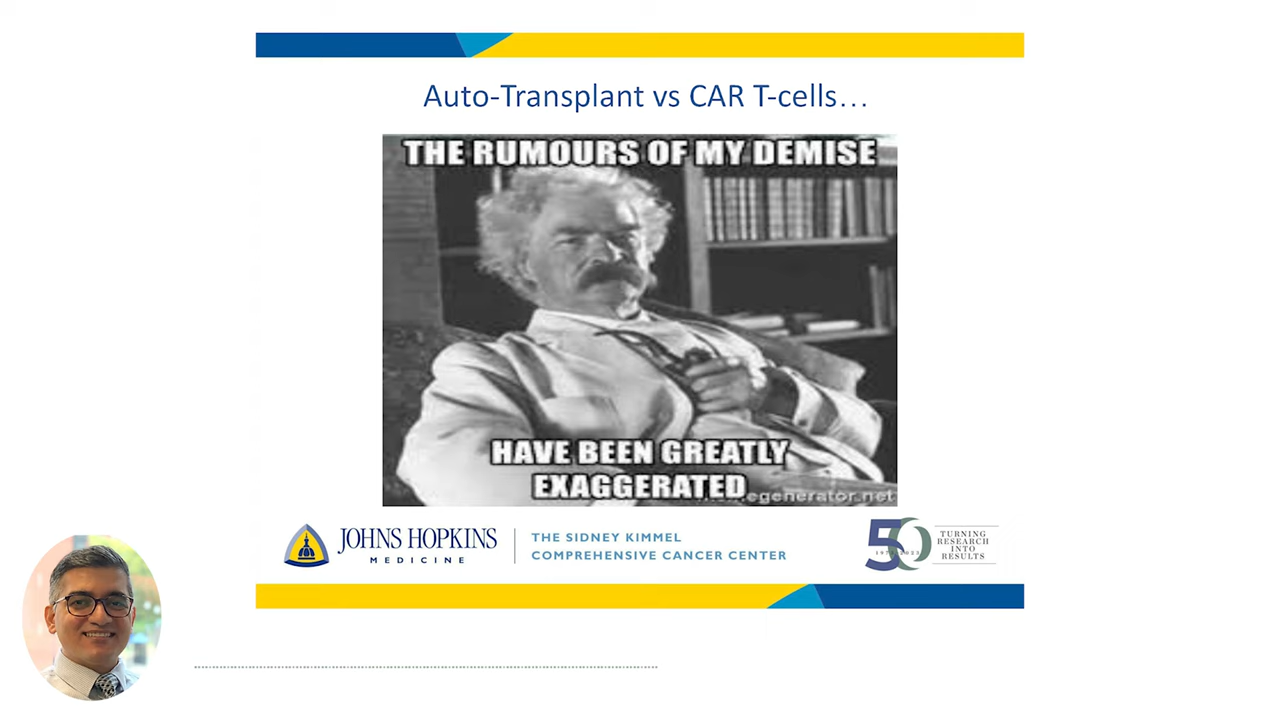 Auto-Transplant vs CAR T-cells…
THE RUMOURS OF MY DEMISE
HAVE BEEN GREATLY
EXAGGERATED
egenerator.net
JOHNS HOPKINS
MEDICINE
THE SIDNEY KIMMEL
COMPREHENSIVE CANCER CENTER
50
TURNING
RESEARCH
INTO
RESULTS